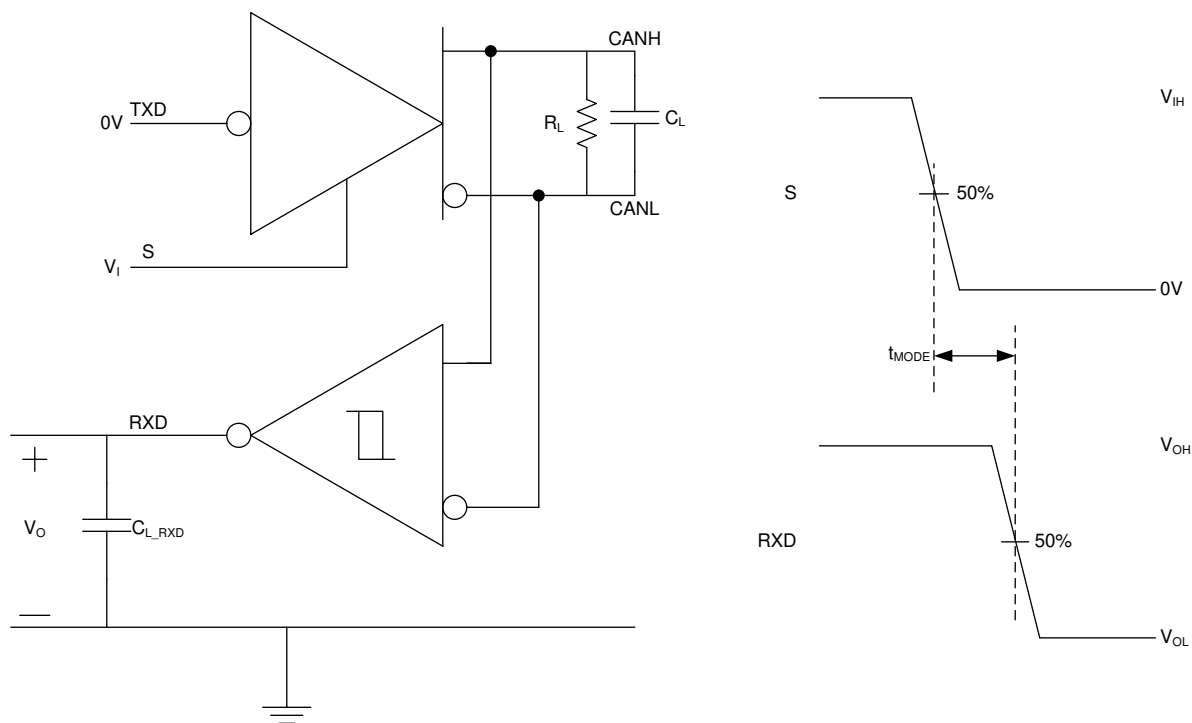 CANH
TXD
0V
R_L
C_L
CANL
S
V_I
RXD
+
V_O
C_L_RXD
—
V_IH
S
50%
0V
t_MODE
V_OH
RXD
50%
V_OL